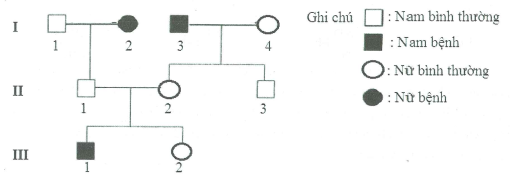 I
1
2
3
4
Ghi chú
: Nam bình thường
: Nam bệnh
: Nữ bình thường
: Nữ bệnh
II
1
2
3
III
1
2